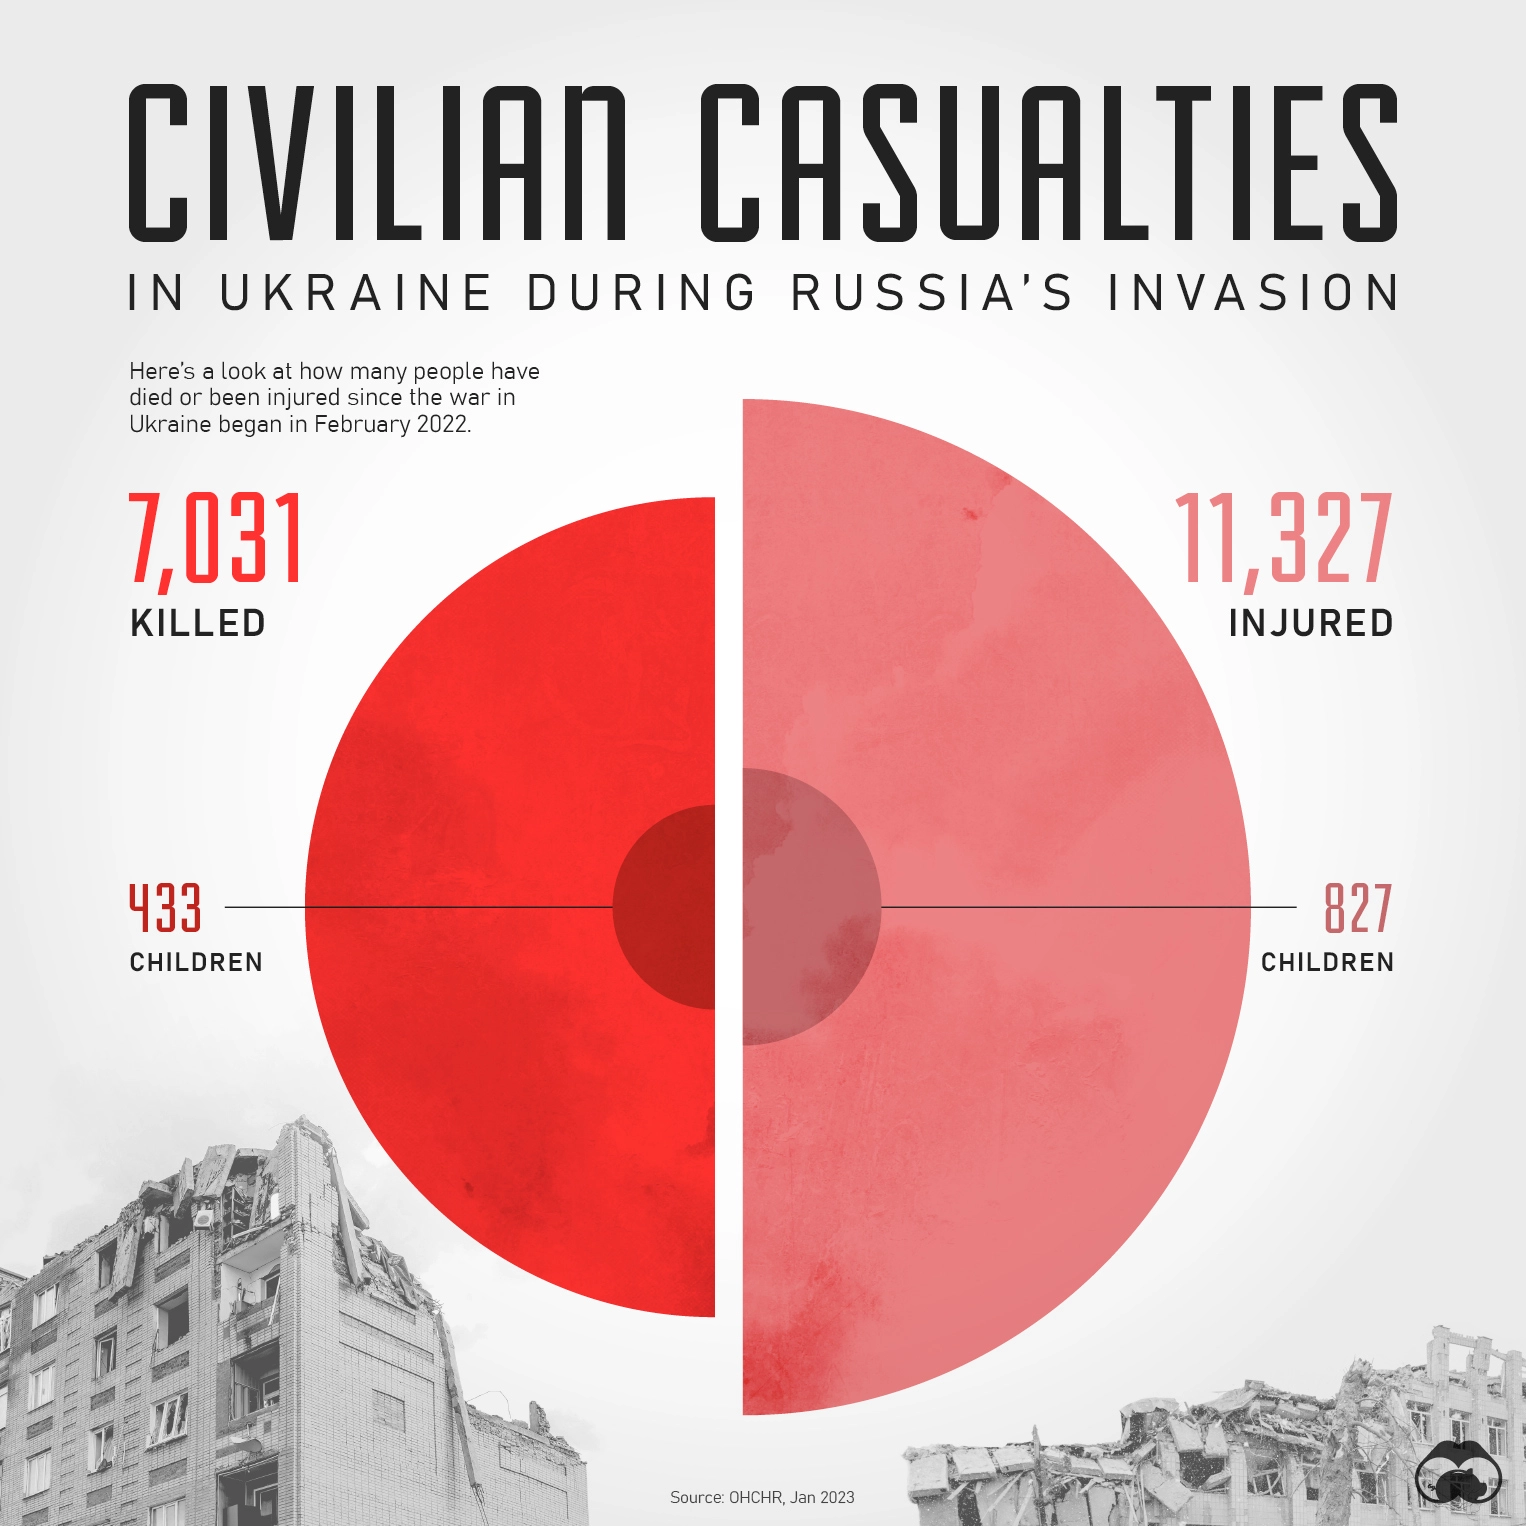 CIVILIAN CASUALTIES
IN UKRAINE DURING RUSSIA'S INVASION
Here's a look at how many people have
died or been injured since the war in
Ukraine began in February 2022.
7,031
KILLED
11,327
INJURED
433
CHILDREN
827
CHILDREN
Source: OHCHR, Jan 2023